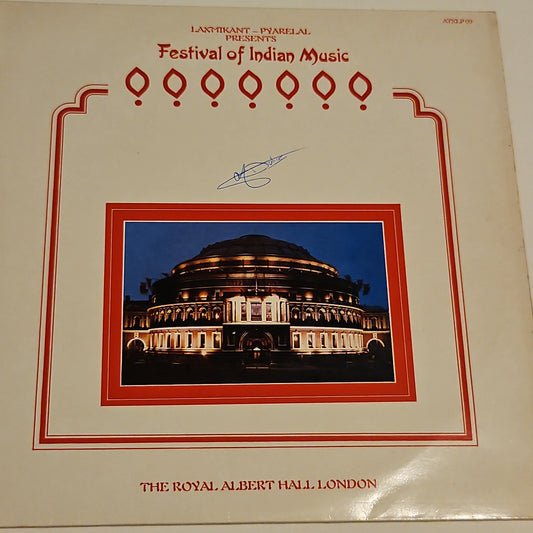 LAXMIKANT – PYARELAL
PRESENTS
Festival of Indian Music
THE ROYAL ALBERT HALL LONDON